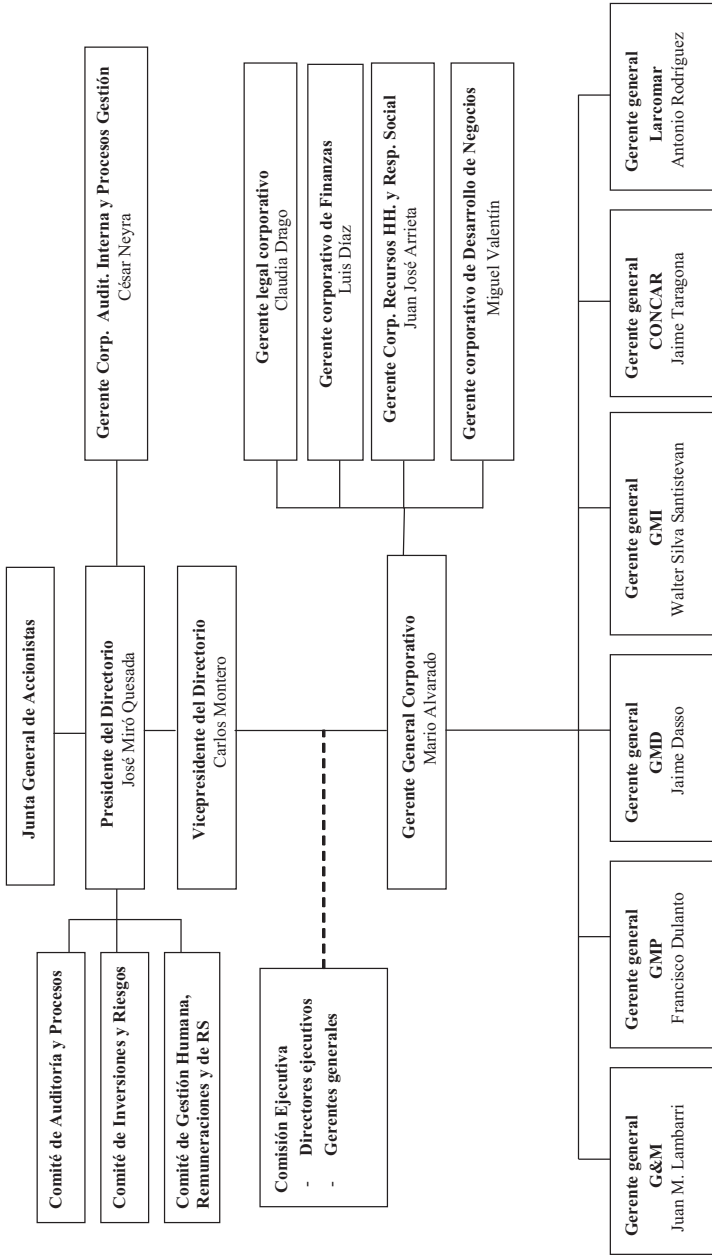 Junta General de Accionistas
Presidente del Directorio
José Miró Quesada
Gerente Corp. Audit. Interna y Procesos Gestión
César Neyra
Comité de Auditoría y Procesos
Comité de Inversiones y Riesgos
Comité de Gestión Humana,
Remuneraciones y de RS
Vicepresidente del Directorio
Carlos Montero
Comisión Ejecutiva
- Directores ejecutivos
- Gerentes generales
Gerente General Corporativo
Mario Alvarado
Gerente legal corporativo
Claudia Drago
Gerente corporativo de Finanzas
Luis Díaz
Gerente Corp. Recursos HH. y Resp. Social
Juan José Arrieta
Gerente corporativo de Desarrollo de Negocios
Miguel Valentín
Gerente general
G&M
Juan M. Lambarri
Gerente general
GMP
Francisco Dulanto
Gerente general
GMD
Jaime Dasso
Gerente general
GMI
Walter Silva Santistevan
Gerente general
CONCAR
Jaime Taragona
Gerente general
Larcomar
Antonio Rodríguez